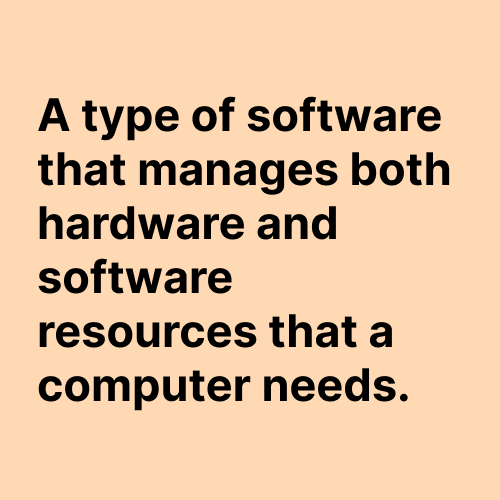 A type of software
that manages both
hardware and
software
resources that a
computer needs.